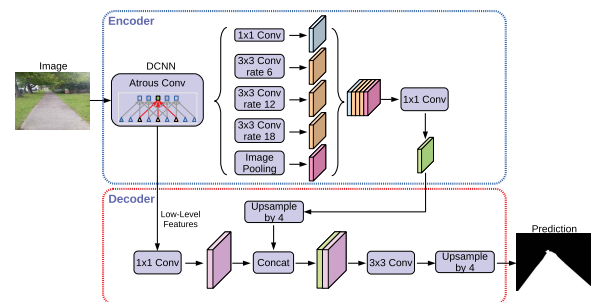 Encoder
Image
DCNN
Atrous Conv
1x1 Conv
3x3 Conv
rate 6
3x3 Conv
rate 12
3x3 Conv
rate 18
Image
Pooling
1x1 Conv
Decoder
Low-Level
Features
Upsample
by 4
1x1 Conv
Concat
3x3 Conv
Upsample
by 4
Prediction